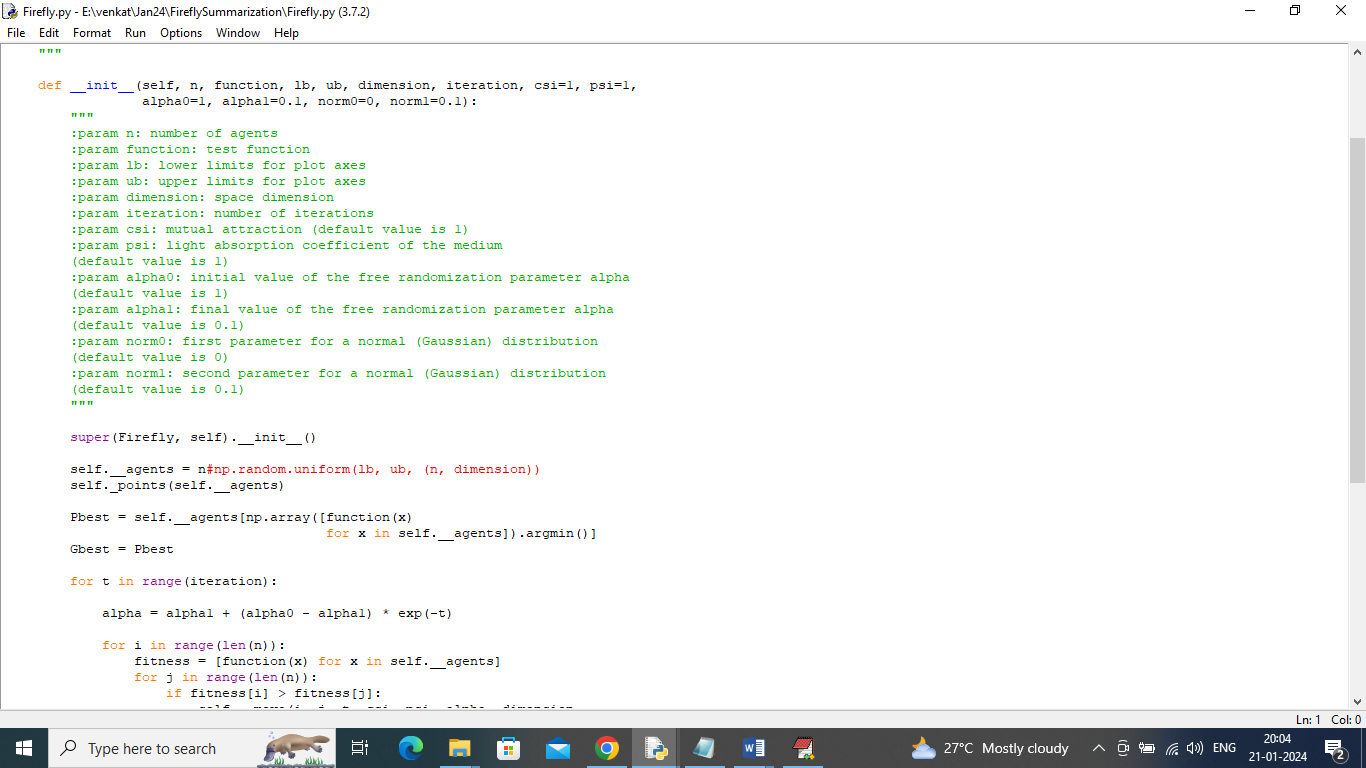 Firefly.py - E:\venkat\Jan24\FireflySummarization\Firefly.py (3.7.2)
File Edit Format Run Options Window Help
"""
def __init__(self, n, function, lb, ub, dimension, iteration, csi=1, psi=1,
alpha0=1, alpha1=0.1, norm0=0, norm1=0.1):
"""
:param n: number of agents
:param function: test function
:param lb: lower limits for plot axes
:param ub: upper limits for plot axes
:param dimension: space dimension
:param iteration: number of iterations
:param csi: mutual attraction (default value is 1)
:param psi: light absorption coefficient of the medium
(default value is 1)
:param alpha0: initial value of the free randomization parameter alpha
(default value is 1)
:param alpha1: final value of the free randomization parameter alpha
(default value is 0.1)
:param norm0: first parameter for a normal (Gaussian) distribution
(default value is 0)
:param norm1: second parameter for a normal (Gaussian) distribution
(default value is 0.1)
"""
super(Firefly, self).__init__()
self.__agents = n#np.random.uniform(lb, ub, (n, dimension))
self._points(self.__agents)
Pbest = self.__agents[np.array([function(x)
for x in self.__agents]).argmin()]
Gbest = Pbest
for t in range(iteration):
alpha = alpha1 + (alpha0 - alpha1) * exp(-t)
for i in range(len(n)):
fitness = [function(x) for x in self.__agents]
for j in range(len(n)):
if fitness[i] > fitness[j]:
Ln: 1 Col: 0
Type here to search
27°C Mostly cloudy
ENG
20:04
21-01-2024
2